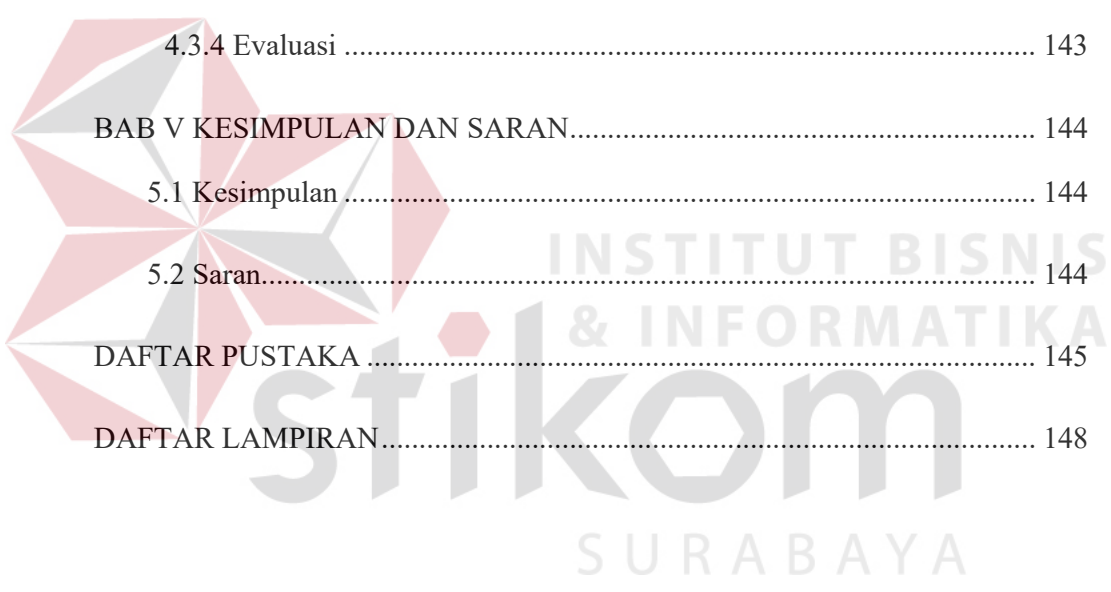 4.3.4 Evaluasi ............................................................................................. 143
BAB V KESIMPULAN DAN SARAN.............................................................. 144
5.1 Kesimpulan ............................................................................................. 144
5.2 Saran........................................................................................................ 144
DAFTAR PUSTAKA ......................................................................................... 145
DAFTAR LAMPIRAN....................................................................................... 148
INSTITUT BISNIS
& INFORMATIKA
stikom
SURABAYA